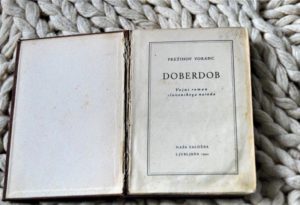 PREŽIHOV VORANC
DOBERDOB
Vojni roman
slovenskega naroda
NAŠA ZALOŽBA
LJUBLJANA 1940